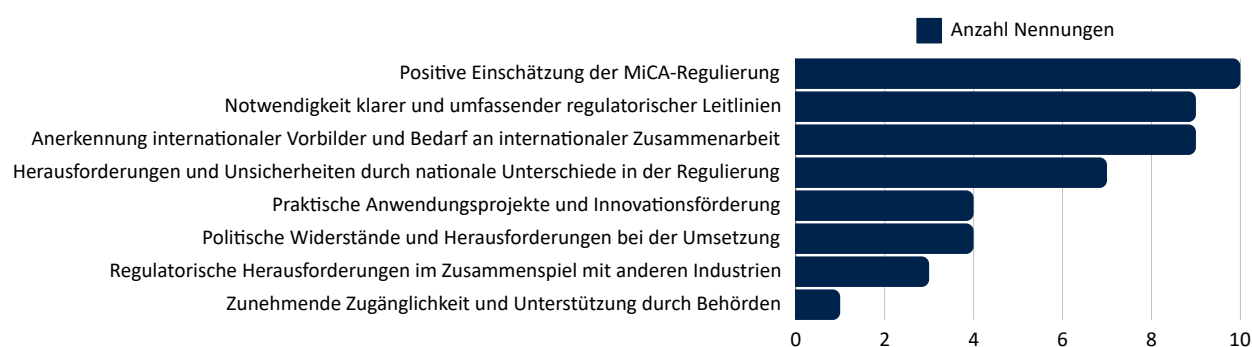 Anzahl Nennungen
Positive Einschätzung der MiCA-Regulierung
Notwendigkeit klarer und umfassender regulatorischer Leitlinien
Anerkennung internationaler Vorbilder und Bedarf an internationaler Zusammenarbeit
Herausforderungen und Unsicherheiten durch nationale Unterschiede in der Regulierung
Praktische Anwendungsprojekte und Innovationsförderung
Politische Widerstände und Herausforderungen bei der Umsetzung
Regulatorische Herausforderungen im Zusammenspiel mit anderen Industrien
Zunehmende Zugänglichkeit und Unterstützung durch Behörden
0 2 4 6 8 10